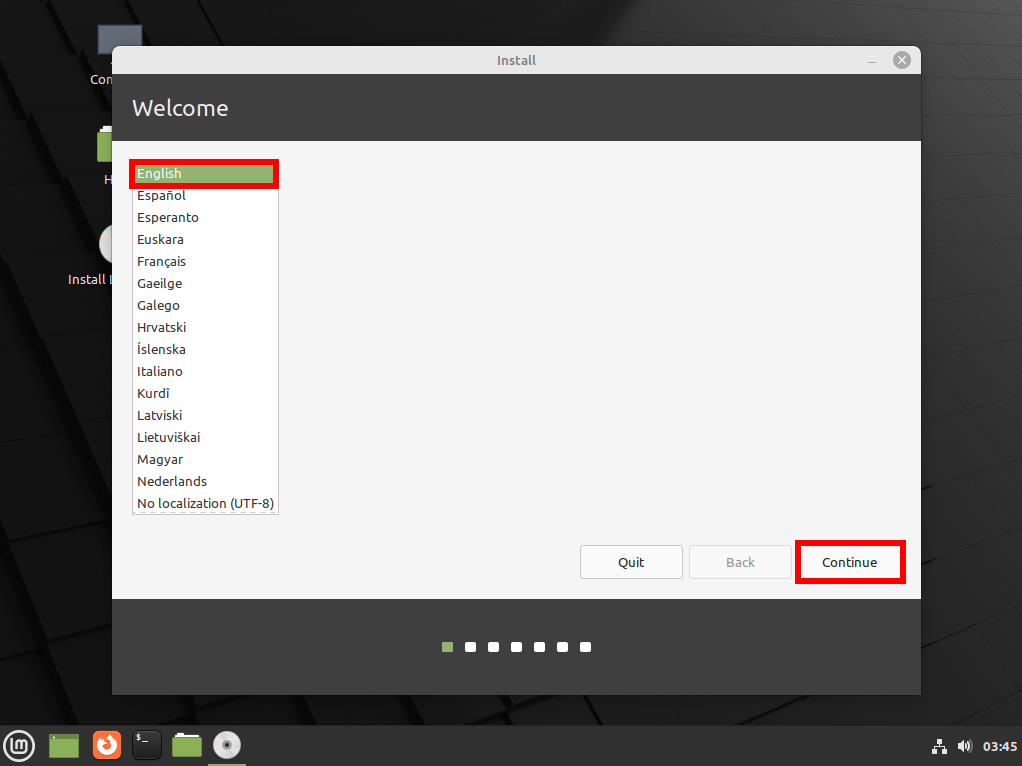 Install
Con
Welcome
H
Install
English
Español
Esperanto
Euskara
Français
Gaeilge
Galego
Hrvatski
Íslenska
Italiano
Kurdî
Latviski
Lietuviškai
Magyar
Nederlands
No localization (UTF-8)
Quit
Back
Continue
lm
$_
03:45